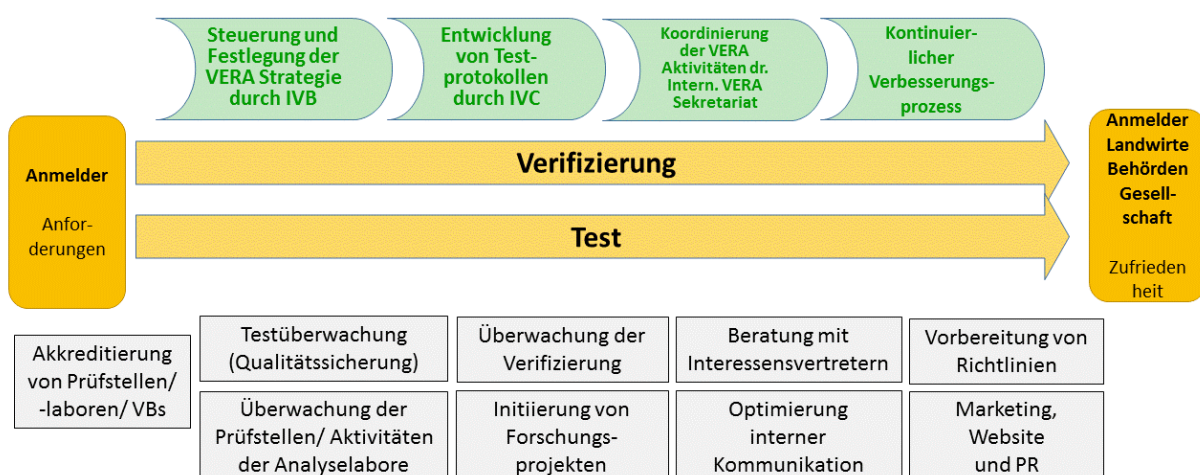 Steuerung und
Festlegung der
VERA Strategie
durch IVB
Entwicklung
von Test-
protokollen
durch IVC
Koordinierung
der VERA
Aktivitäten dr.
Intern. VERA
Sekretariat
Kontinuier-
licher
Verbesserungs-
prozess
Anmelder
Anfor-
derungen
Verifizierung
Test
Anmelder
Landwirte
Behörden
Gesell-
schaft
Zufrieden
heit
Akkreditierung
von Prüfstellen/
-laboren/ VBs
Testüberwachung
(Qualitätssicherung)
Überwachung der
Verifizierung
Beratung mit
Interessensvertretern
Vorbereitung von
Richtlinien
Überwachung der
Prüfstellen/ Aktivitäten
der Analyselabore
Initiierung von
Forschungs-
projekten
Optimierung
interner
Kommunikation
Marketing,
Website
und PR